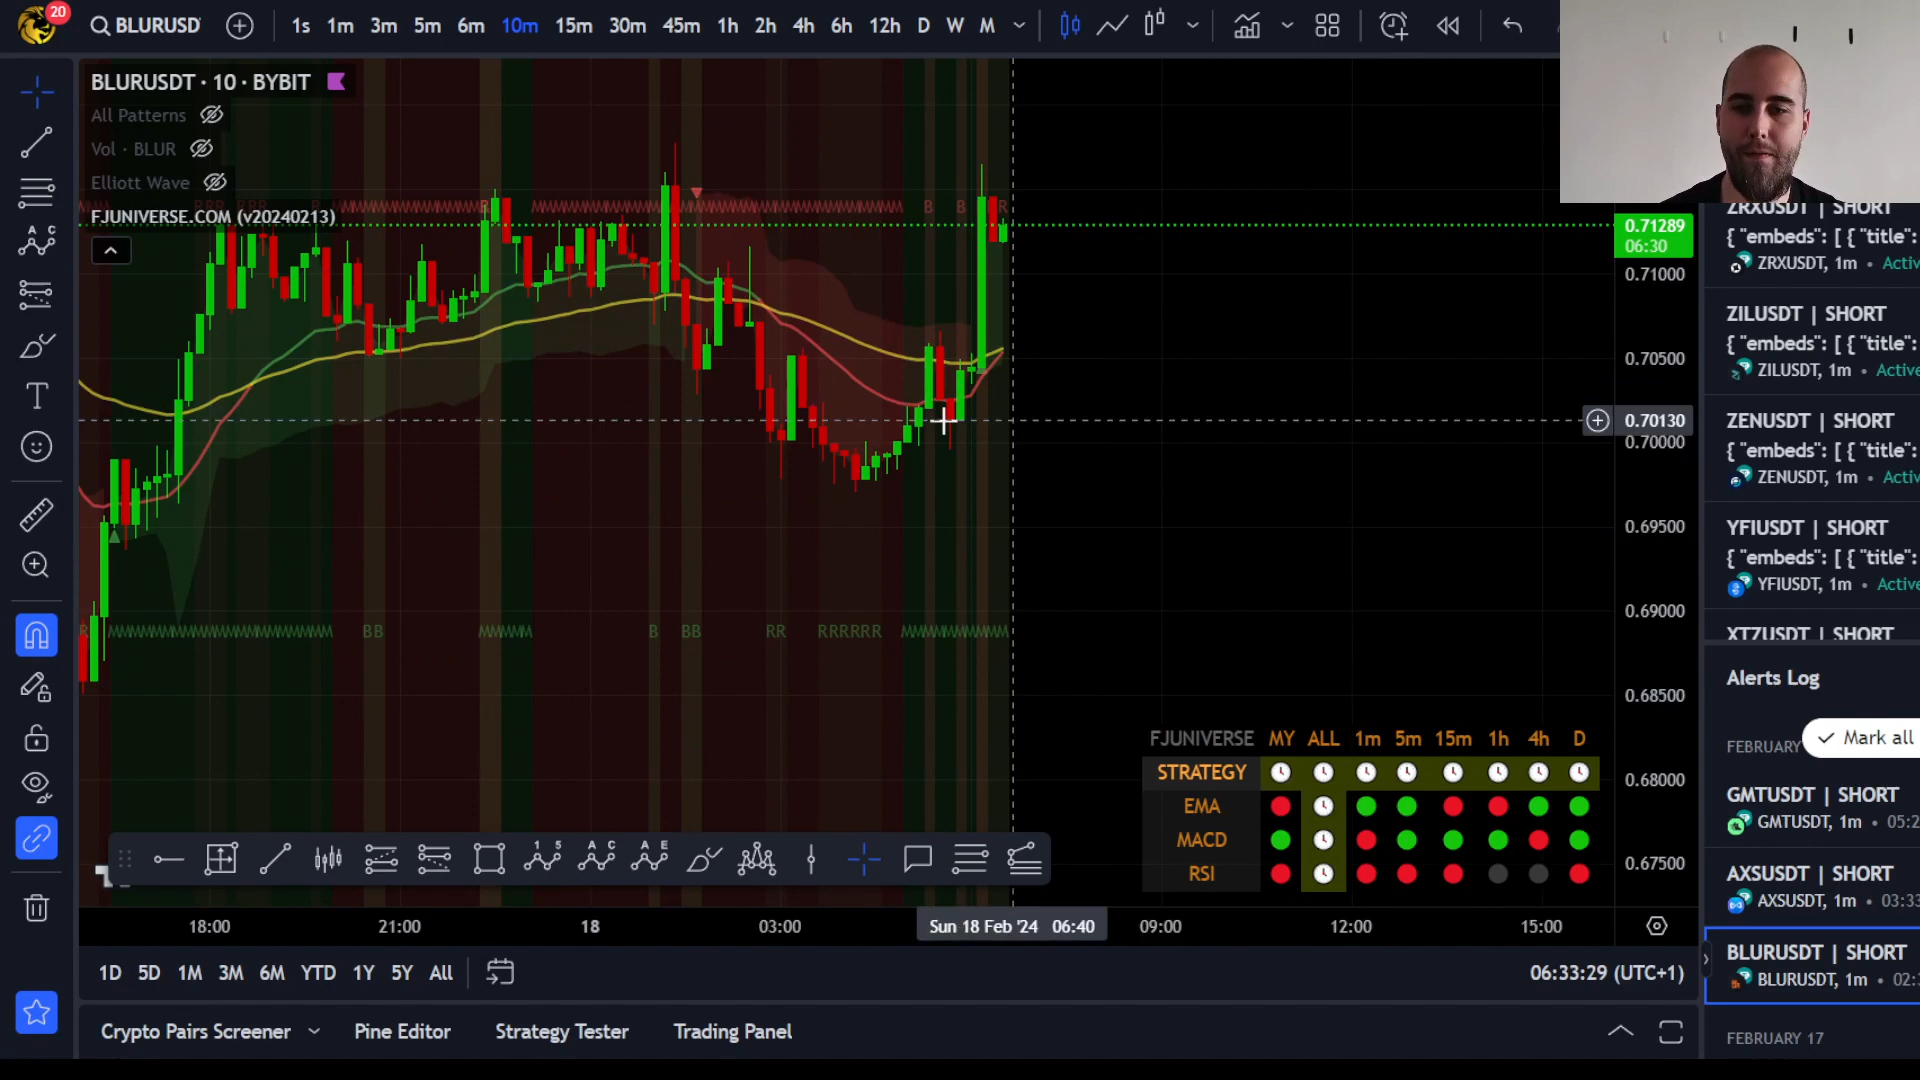 20
BLURUSD
1s 1m 3m 5m 6m 10m 15m 30m 45m 1h 2h 4h 6h 12h D W M
BLURUSDT · 10 · BYBIT
All Patterns
Vol · BLUR
Elliott Wave
FJUNIVERSE.COM (v20240213)
0.71289
06:30
0.71000
0.70500
0.70130
0.70000
0.69500
0.69000
0.68500
0.68000
0.67500
B B R
B B B B B R R R R R R R R
FJUNIVERSE MY ALL 1m 5m 15m 1h 4h D
STRATEGY
EMA
MACD
RSI
18:00 21:00 18 03:00 Sun 18 Feb '24 06:40 09:00 12:00 15:00
1D 5D 1M 3M 6M YTD 1Y 5Y All
06:33:29 (UTC+1)
Crypto Pairs Screener Pine Editor Strategy Tester Trading Panel
ZRXUSDT | SHORT
{ "embeds": [ { "title":
ZRXUSDT, 1m • Activ
ZILUSDT | SHORT
{ "embeds": [ { "title":
ZILUSDT, 1m • Active
ZENUSDT | SHORT
{ "embeds": [ { "title":
ZENUSDT, 1m • Activ
YFIUSDT | SHORT
{ "embeds": [ { "title":
YFIUSDT, 1m • Active
XTZUSDT | SHORT
Alerts Log
FEBRUARY
Mark all
GMTUSDT | SHORT
GMTUSDT, 1m • 05:2
AXSUSDT | SHORT
AXSUSDT, 1m • 03:33
BLURUSDT | SHORT
BLURUSDT, 1m • 02:
FEBRUARY 17